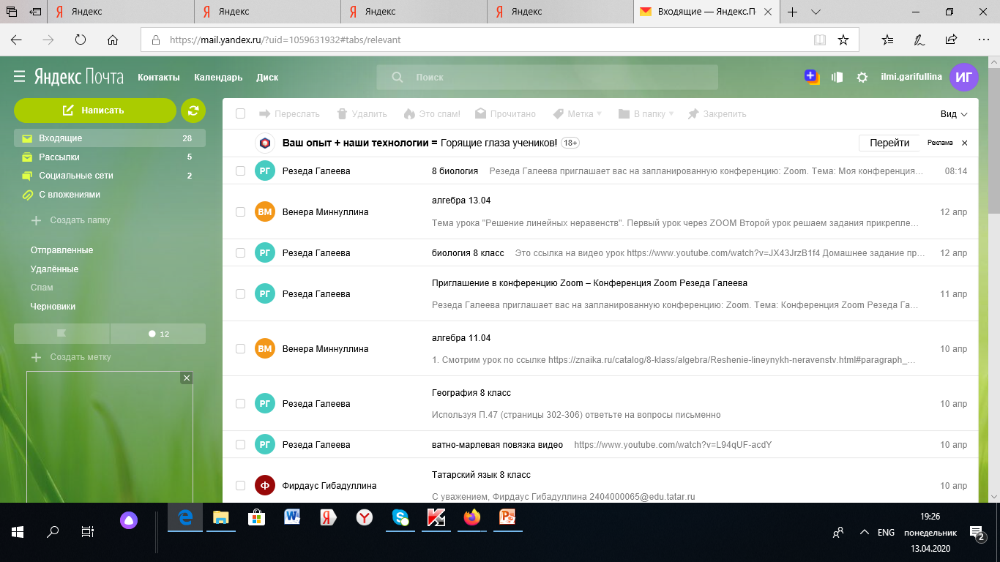 Яндекс Яндекс Яндекс Яндекс Входящие — Яндекс.П
https://mail.yandex.ru/?uid=1059631932#tabs/relevant
Яндекс Почта Контакты Календарь Диск Поиск ilmi.garifullina ИГ
Написать
Переслать Удалить Это спам! Прочитано Метка В папку Закрепить Вид
Входящие 28
Рассылки 5
Социальные сети 2
С вложениями
Создать папку
Отправленные
Удалённые
Спам
Черновики
12
Создать метку
Ваш опыт + наши технологии = Горящие глаза учеников! 18+ Перейти Реклама
РГ Резеда Галеева 8 биология Резеда Галеева приглашает вас на запланированную конференцию: Zoom. Тема: Моя конференция… 08:14
алгебра 13.04
ВМ Венера Миннуллина 12 апр
Тема урока "Решение линейных неравенств". Первый урок через ZOOM Второй урок решаем задания прикрепле…
РГ Резеда Галеева биология 8 класс Это ссылка на видео урок https://www.youtube.com/watch?v=JX43JrzB1f4 Домашнее задание пр… 12 апр
Приглашение в конференцию Zoom – Конференция Zoom Резеда Галеева
РГ Резеда Галеева 11 апр
Резеда Галеева приглашает вас на запланированную конференцию: Zoom. Тема: Конференция Zoom Резеда Га…
алгебра 11.04
ВМ Венера Миннуллина 10 апр
1. Смотрим урок по ссылке https://znaika.ru/catalog/8-klass/algebra/Reshenie-lineynykh-neravenstv.html#paragraph_…
География 8 класс
РГ Резеда Галеева 10 апр
Используя П.47 (страницы 302-306) ответьте на вопросы письменно
РГ Резеда Галеева ватно-марлевая повязка видео https://www.youtube.com/watch?v=L94qUF-acdY 10 апр
Татарский язык 8 класс
Ф Фирдаус Гибадуллина 10 апр
С уважением, Фирдаус Гибадуллина 2404000065@edu.tatar.ru
19:26
ENG понедельник 2
13.04.2020